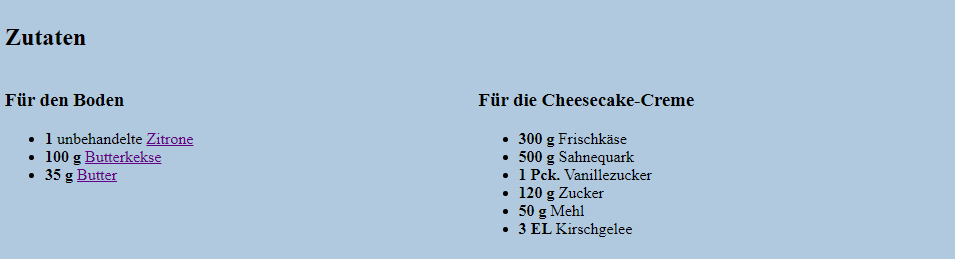 Zutaten
Für den Boden
1 unbehandelte Zitrone
100 g Butterkekse
35 g Butter
Für die Cheesecake-Creme
300 g Frischkäse
500 g Sahnequark
1 Pck. Vanillezucker
120 g Zucker
50 g Mehl
3 EL Kirschgelee